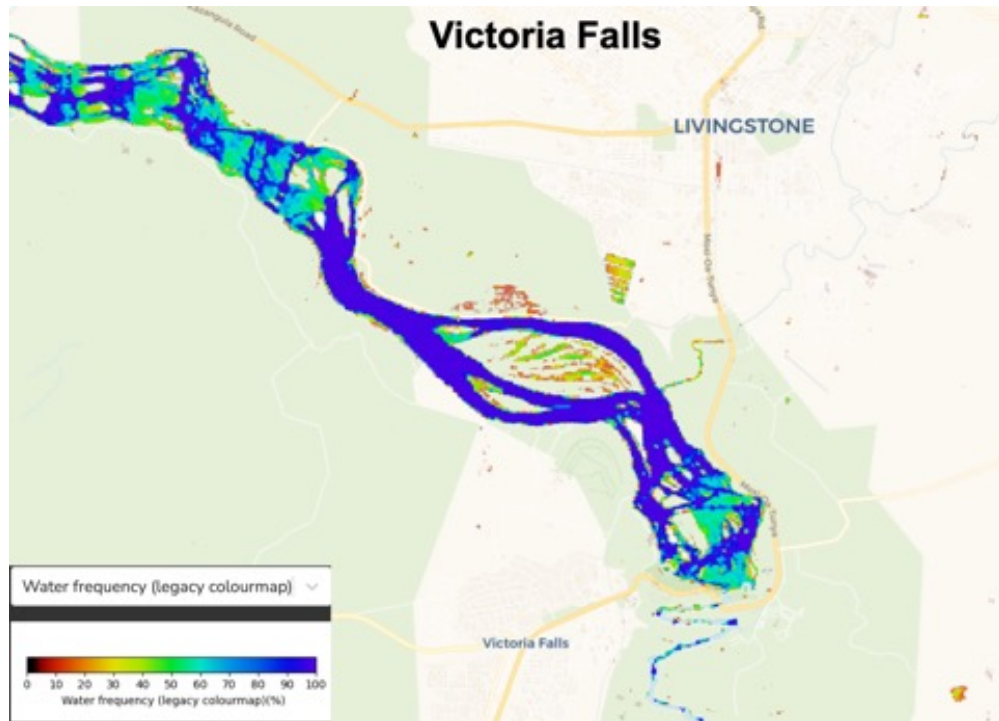 Victoria Falls
LIVINGSTONE
Victoria Falls
Water frequency (legacy colourmap)
0 10 20 30 40 50 60 70 80 90 100
Water frequency (legacy colourmap)(%)